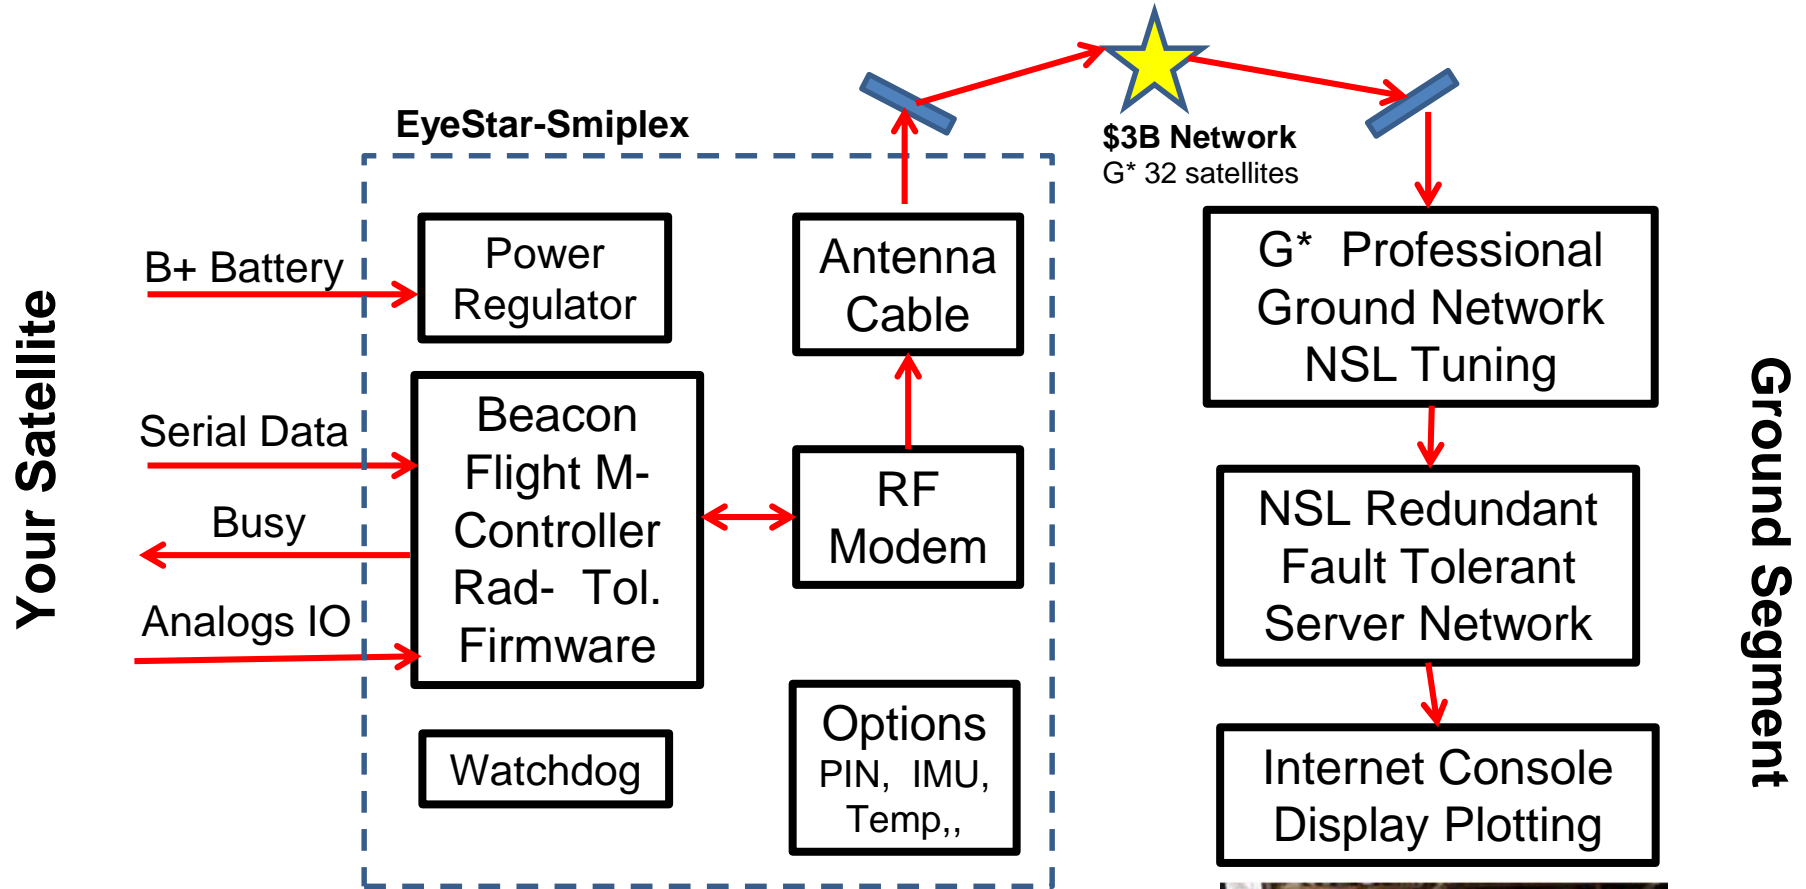 Your Satellite
B+ Battery
Serial Data
Busy
Analogs IO
EyeStar-Smiplex
Power
Regulator
Beacon
Flight M-
Controller
Rad- Tol.
Firmware
Watchdog
Antenna
Cable
RF
Modem
Options
PIN, IMU,
Temp,,
$3B Network
G* 32 satellites
G* Professional
Ground Network
NSL Tuning
NSL Redundant
Fault Tolerant
Server Network
Internet Console
Display Plotting
Ground Segment